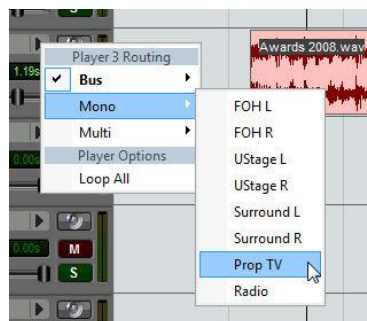 S
Awards 2008.wav
Player 3 Routing
1.19s
Bus
Mono
Multi
Player Options
0.00s
Loop All
FOH L
FOH R
UStage L
UStage R
Surround L
Surround R
Prop TV
Radio
0.00s M
S